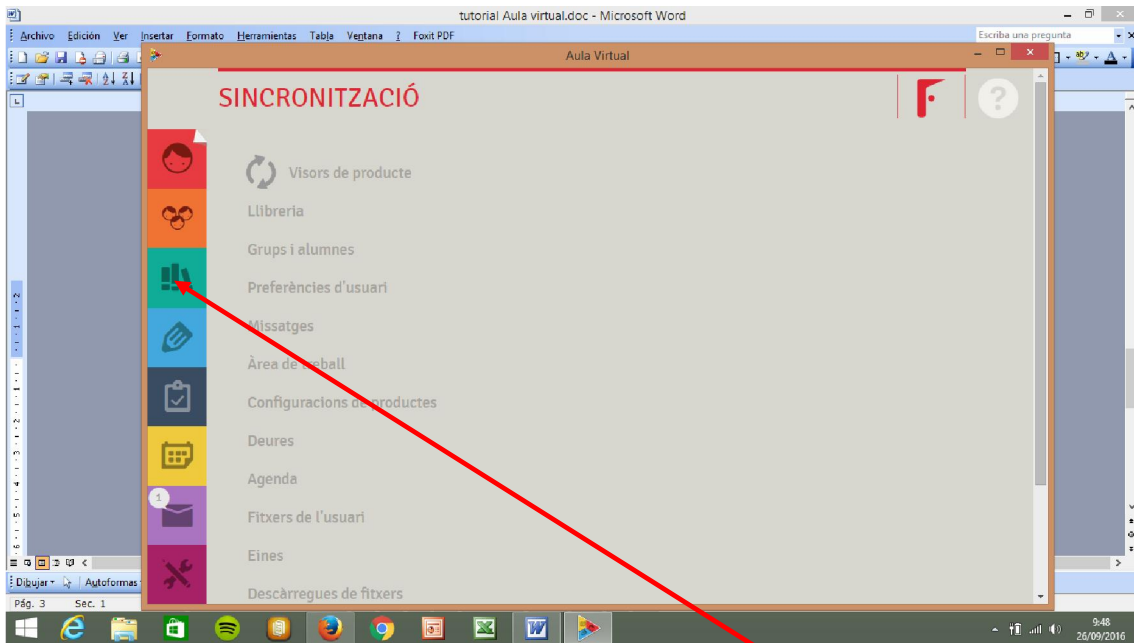 tutorial Aula virtual.doc - Microsoft Word
Archivo Edición Ver Insertar Formato Herramientas Tabla Ventana ? Foxit PDF
Escriba una pregunta
Aula Virtual
SINCRONITZACIÓ
F
?
Visors de producte
Llibreria
Grups i alumnes
Preferències d'usuari
Missatges
Àrea de treball
Configuracions de productes
Deures
Agenda
1
Fitxers de l'usuari
Eines
Descàrregues de fitxers
Dibujar Autoformas
Pág. 3 Sec. 1
9:48
26/09/2016